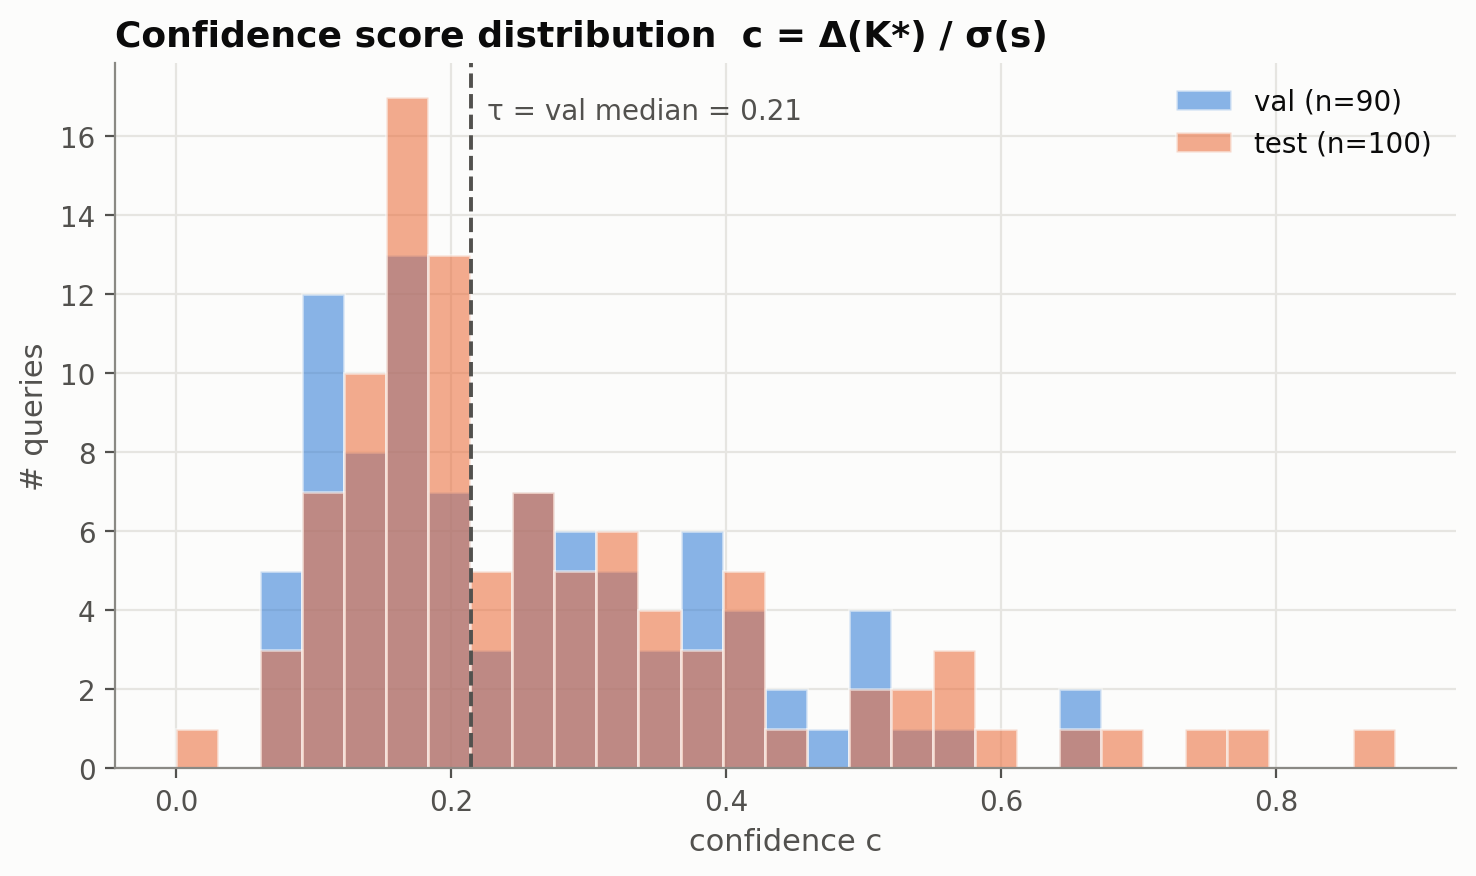 Confidence score distribution  c = Δ(K*) / σ(s)
τ = val median = 0.21
val (n=90)
test (n=100)
# queries
16
14
12
10
8
6
4
2
0
0.0
0.2
0.4
0.6
0.8
confidence c